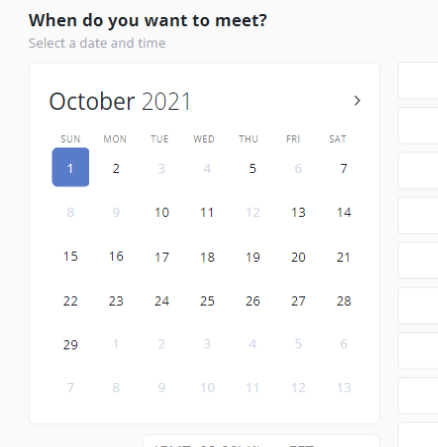 When do you want to meet?
Select a date and time
October 2021 >
SUN MON TUE WED THU FRI SAT
1 2 3 4 5 6 7
8 9 10 11 12 13 14
15 16 17 18 19 20 21
22 23 24 25 26 27 28
29 1 2 3 4 5 6
7 8 9 10 11 12 13